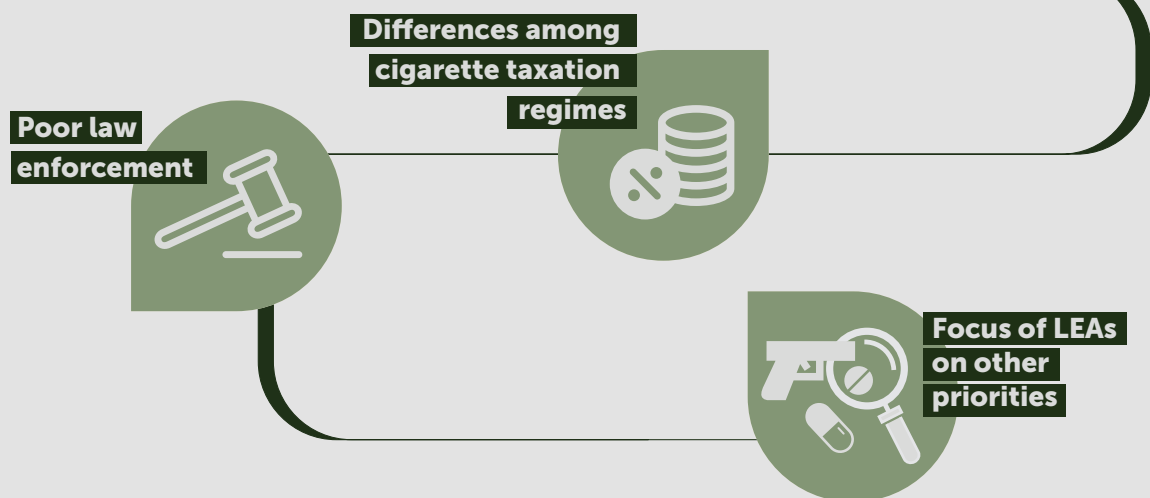 Differences among
cigarette taxation
regimes
Poor law
enforcement
Focus of LEAs
on other
priorities